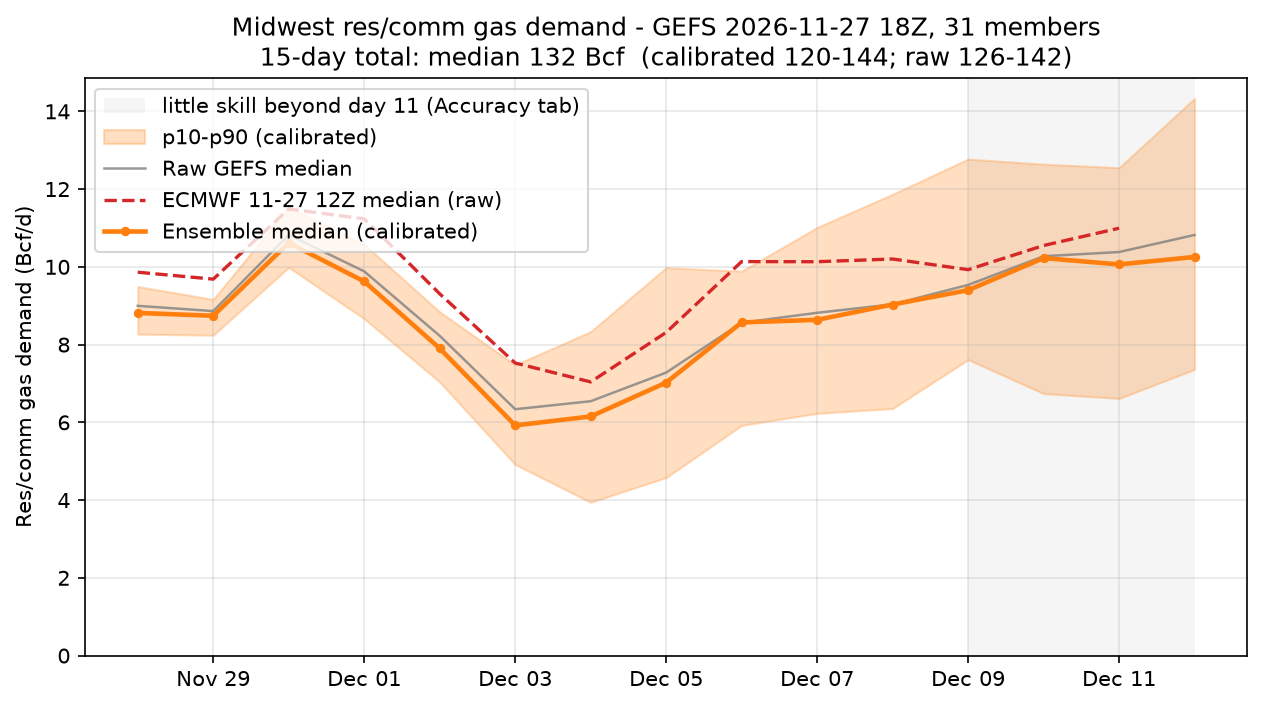 Midwest res/comm gas demand - GEFS 2026-11-27 18Z, 31 members
15-day total: median 132 Bcf  (calibrated 120-144; raw 126-142)
little skill beyond day 11 (Accuracy tab)
p10-p90 (calibrated)
Raw GEFS median
ECMWF 11-27 12Z median (raw)
Ensemble median (calibrated)
Res/comm gas demand (Bcf/d)
14
12
10
8
6
4
2
0
Nov 29
Dec 01
Dec 03
Dec 05
Dec 07
Dec 09
Dec 11